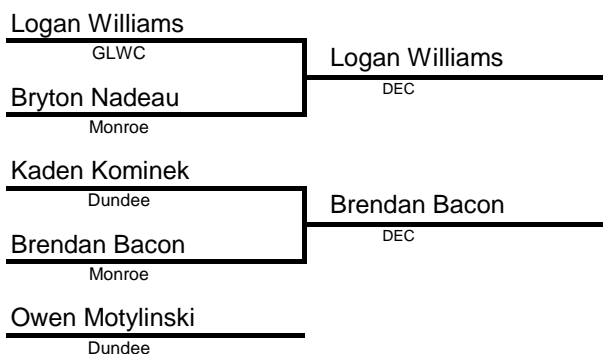 Logan Williams
GLWC
Logan Williams
DEC
Bryton Nadeau
Monroe
Kaden Kominek
Dundee
Brendan Bacon
DEC
Brendan Bacon
Monroe
Owen Motylinski
Dundee